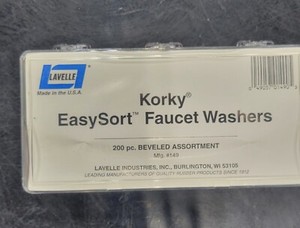 LAVELLE
Made in the U.S.A.
Korky®
EasySort™ Faucet Washers
200 pc. BEVELED ASSORTMENT
Mfg. #149
LAVELLE INDUSTRIES, INC., BURLINGTON, WI 53105
LEADING MANUFACTURERS OF QUALITY RUBBER PRODUCTS SINCE 1912